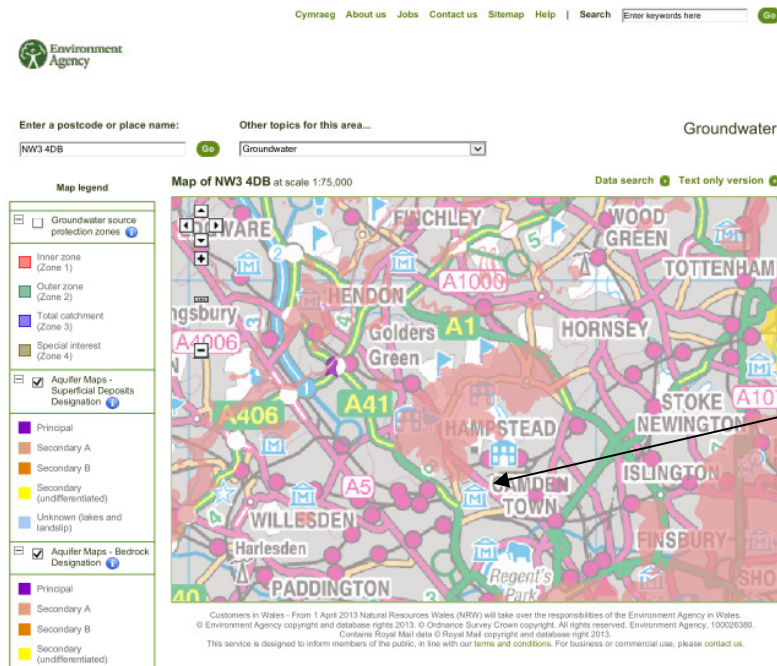 Cymraeg About us Jobs Contact us Sitemap Help | Search Enter keywords here Go
Environment
Agency
Enter a postcode or place name:
Other topics for this area...
Groundwater
NW3 4DB Go
Groundwater
Map legend
Map of NW3 4DB at scale 1:75,000
Data search Text only version
Groundwater source
protection zones
Inner zone
(Zone 1)
Outer zone
(Zone 2)
Total catchment
(Zone 3)
Special interest
(Zone 4)
Aquifer Maps -
Superficial Deposits
Designation
Principal
Secondary A
Secondary B
Secondary
(undifferentiated)
Unknown (lakes and
landslip)
Aquifer Maps - Bedrock
Designation
Principal
Secondary A
Secondary B
Secondary
(undifferentiated)
FINCHLEY
WOOD
GREEN
TOTTENHAM
HENDON
A1000
ngsbury
A4006
Golders
Green
A1
HORNSEY
A406
A41
STOKE
NEWINGTON
A10
HAMPSTEAD
A5
CAMDEN
TOWN
ISLINGTON
WILLESDEN
Harlesden
FINSBURY
Regent's
Park
SHO
PADDINGTON
40
Customers in Wales - From 1 April 2013 Natural Resources Wales (NRW) will take over the responsibilities of the Environment Agency in Wales.
© Environment Agency copyright and database rights 2013. © Ordnance Survey Crown copyright. All rights reserved. Environment Agency, 100026380.
Contains Royal Mail data © Royal Mail copyright and database right 2013.
This service is designed to inform members of the public, in line with our terms and conditions. For business or commercial use, please contact us.